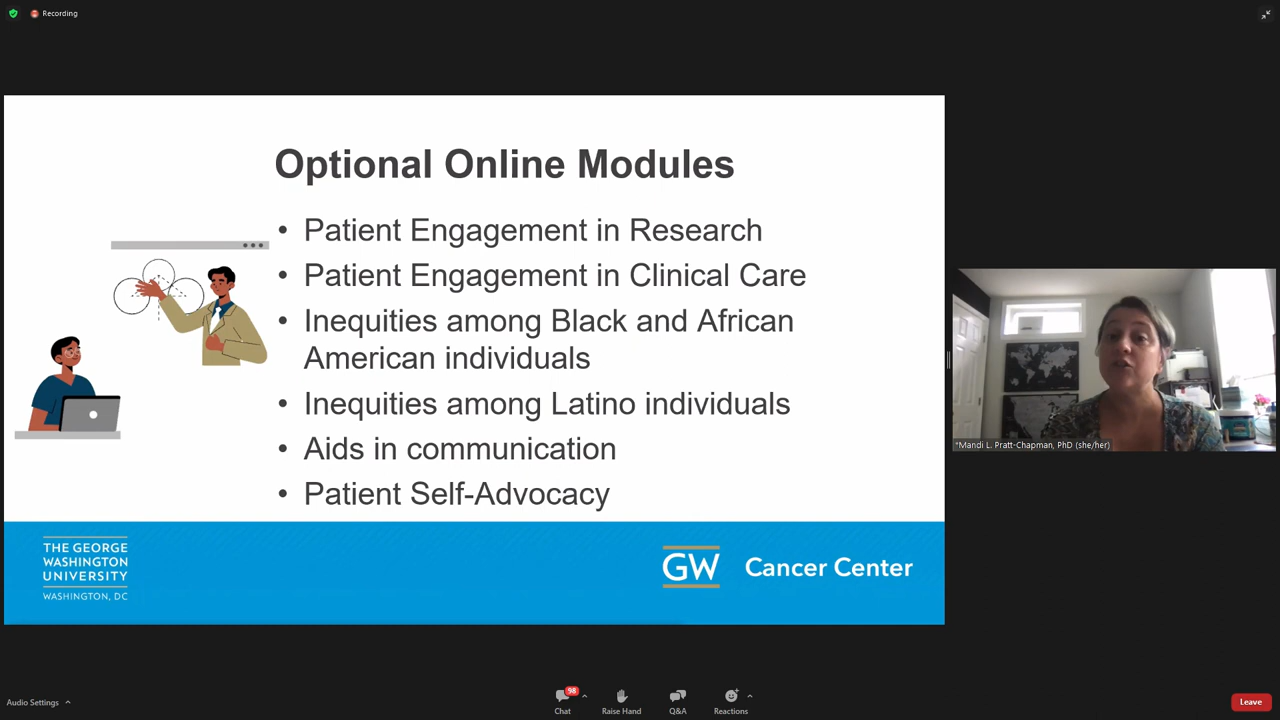 Recording
Optional Online Modules
• Patient Engagement in Research
• Patient Engagement in Clinical Care
• Inequities among Black and African
American individuals
• Inequities among Latino individuals
• Aids in communication
• Patient Self-Advocacy
THE GEORGE
WASHINGTON
UNIVERSITY
WASHINGTON, DC
GW Cancer Center
*Mandi L. Pratt-Chapman, PhD (she/her)
Audio Settings
98
Chat
Raise Hand
Q&A
Reactions
Leave